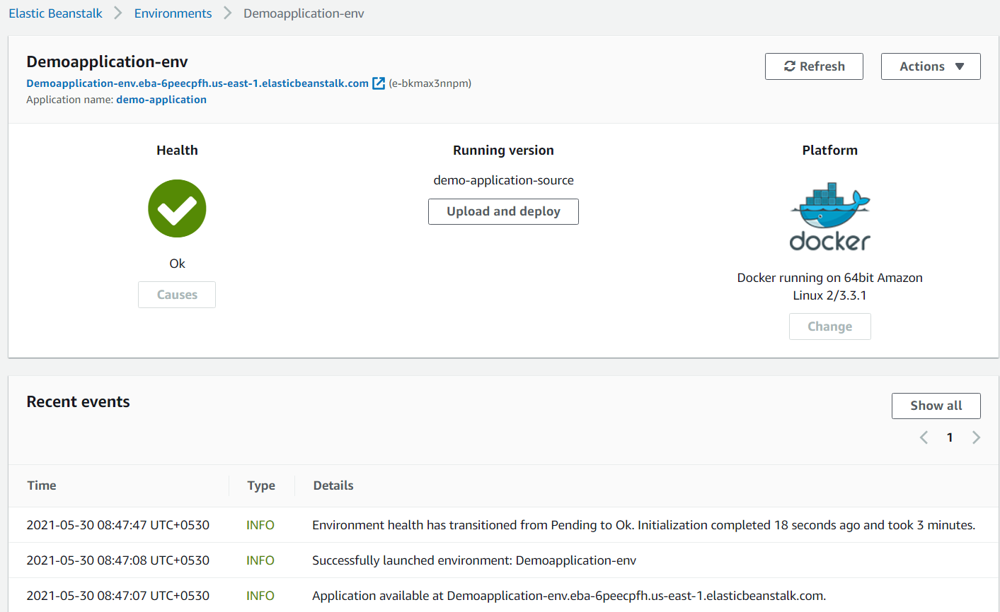 Elastic Beanstalk > Environments > Demoapplication-env
Demoapplication-env
Refresh
Actions
Demoapplication-env.eba-6peecpfh.us-east-1.elasticbeanstalk.com (e-bkmax3nnpm)
Application name: demo-application
Health
Ok
Causes
Running version
demo-application-source
Upload and deploy
Platform
docker
Docker running on 64bit Amazon
Linux 2/3.3.1
Change
Recent events
Show all
1
Time Type Details
2021-05-30 08:47:47 UTC+0530 INFO Environment health has transitioned from Pending to Ok. Initialization completed 18 seconds ago and took 3 minutes.
2021-05-30 08:47:08 UTC+0530 INFO Successfully launched environment: Demoapplication-env
2021-05-30 08:47:07 UTC+0530 INFO Application available at Demoapplication-env.eba-6peecpfh.us-east-1.elasticbeanstalk.com.